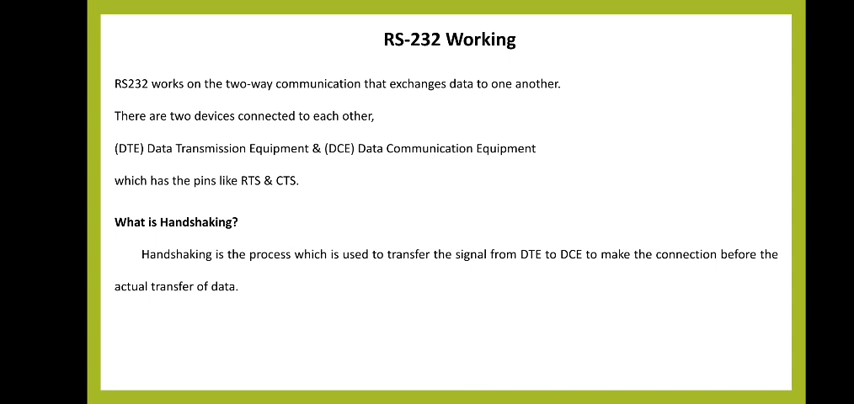 RS-232 Working
RS232 works on the two-way communication that exchanges data to one another.
There are two devices connected to each other,
(DTE) Data Transmission Equipment & (DCE) Data Communication Equipment
which has the pins like RTS & CTS.
What is Handshaking?
Handshaking is the process which is used to transfer the signal from DTE to DCE to make the connection before the
actual transfer of data.